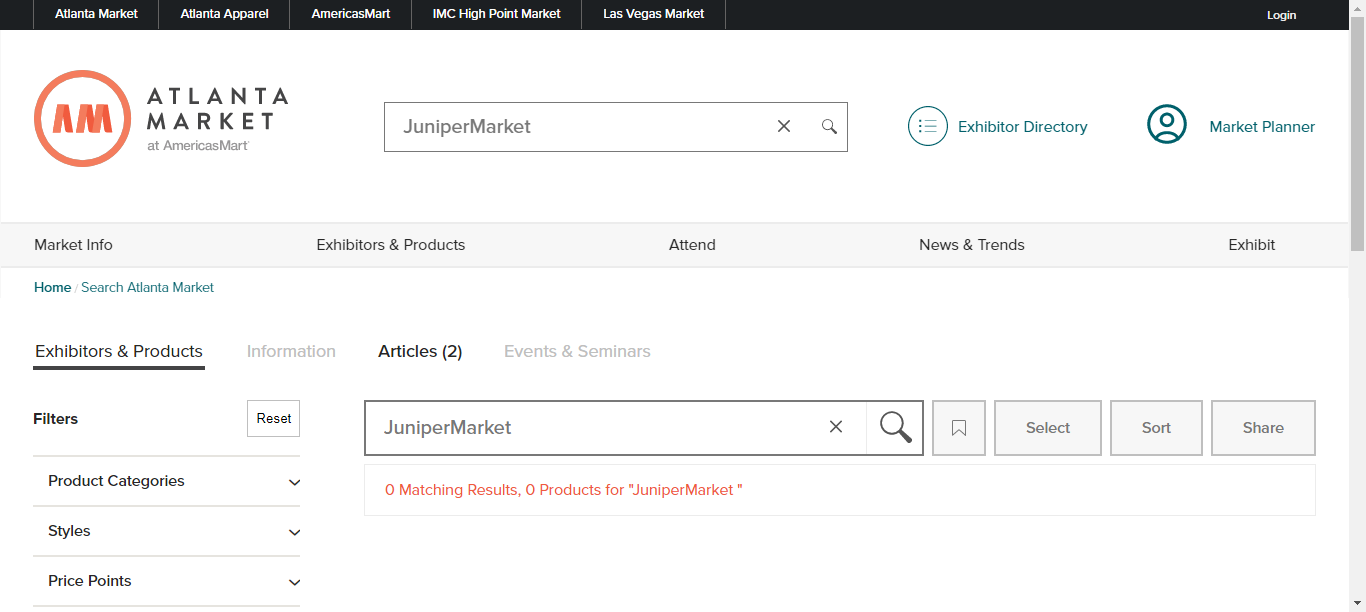 Atlanta Market Atlanta Apparel AmericasMart IMC High Point Market Las Vegas Market Login
AM ATLANTA
MARKET
at AmericasMart
JuniperMarket
Exhibitor Directory
Market Planner
Market Info Exhibitors & Products Attend News & Trends Exhibit
Home / Search Atlanta Market
Exhibitors & Products Information Articles (2) Events & Seminars
Filters Reset
JuniperMarket
Select Sort Share
0 Matching Results, 0 Products for "JuniperMarket "
Product Categories
Styles
Price Points